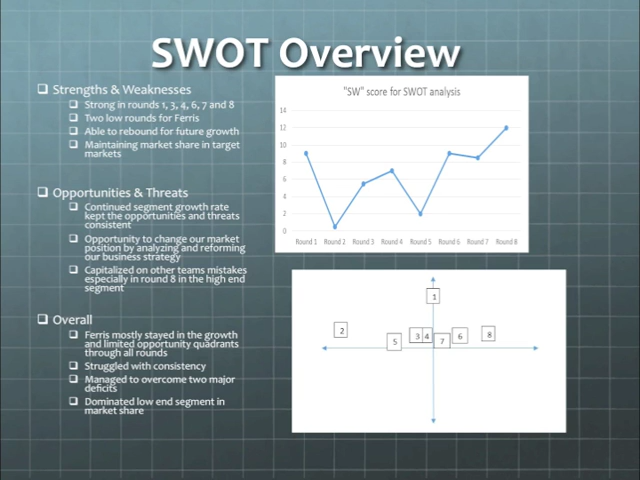 SWOT Overview
Strengths & Weaknesses
Strong in rounds 1, 3, 4, 6, 7 and 8
Two low rounds for Ferris
Able to rebound for future growth
Maintaining market share in target
markets
Opportunities & Threats
Continued segment growth rate
kept the opportunities and threats
consistent
Opportunity to change our market
position by analyzing and reforming
our business strategy
Capitalized on other teams mistakes
especially in round 8 in the high end
segment
Overall
Ferris mostly stayed in the growth
and limited opportunity quadrants
through all rounds
Struggled with consistency
Managed to overcome two major
deficits
Dominated low end segment in
market share
"SW" score for SWOT analysis
14
12
10
8
6
4
2
0
Round 1 Round 2 Round 3 Round 4 Round 5 Round 6 Round 7 Round 8
1
2
5
3
4
7
6
8